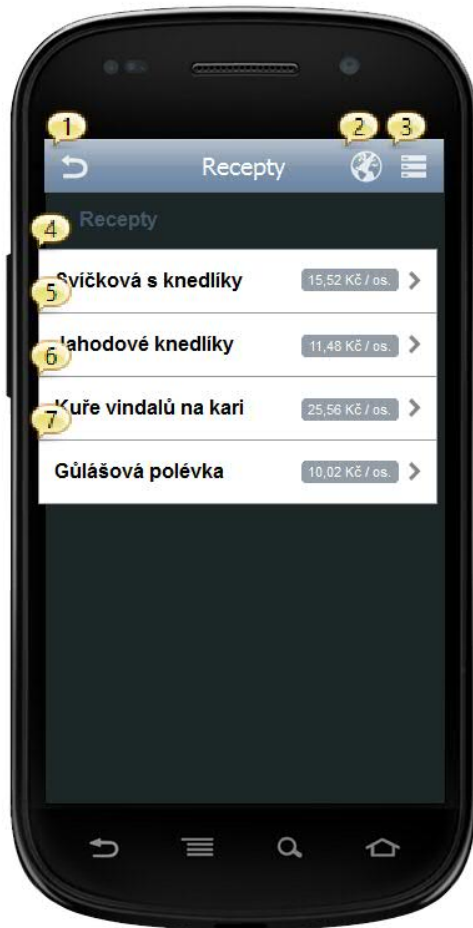 1 2 3
Recepty
4 Recepty
Svíčková s knedlíky 15,52 Kč / os.
5
Jahodové knedlíky 11,48 Kč / os.
6
Kuře vindalů na kari 25,56 Kč / os.
7
Gůlášová polévka 10,02 Kč / os.